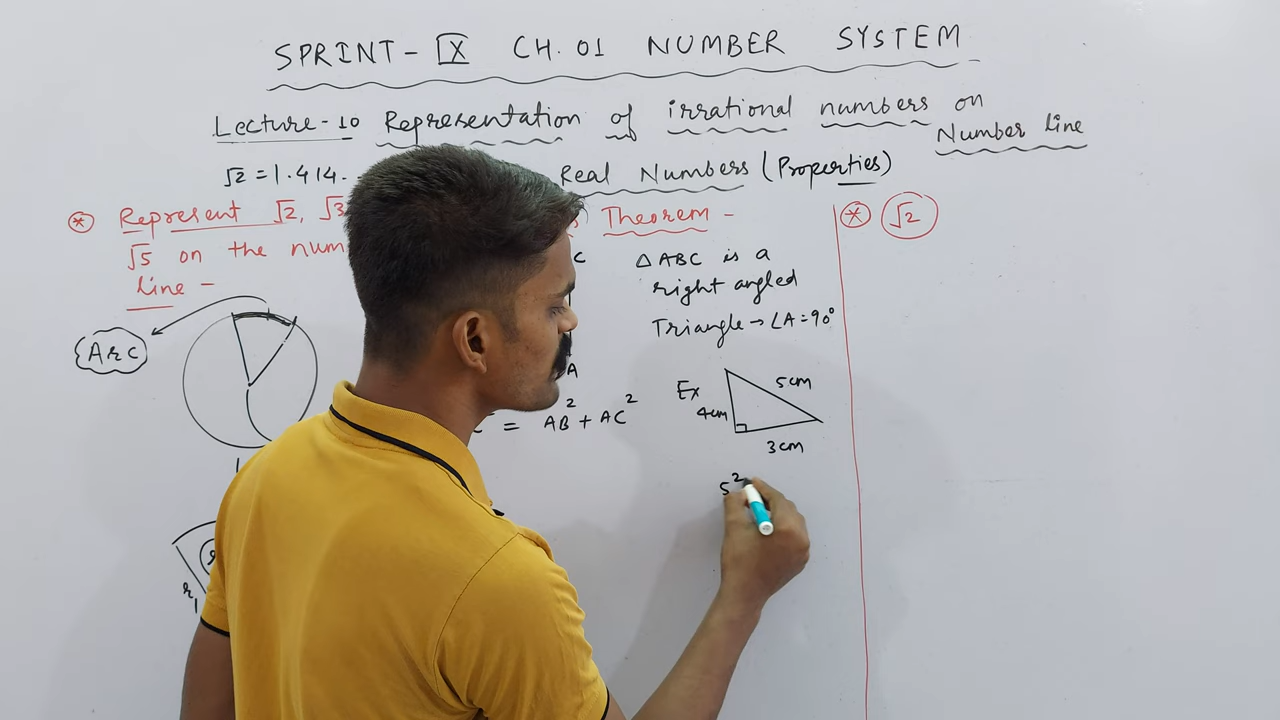 SPRINT-IX CH.01 NUMBER SYSTEM
Lecture-10 Representation of irrational numbers on Number line
√2=1.414. Real Numbers (Properties)
* Represent √2, √3
√5 on the num
line -
Arc
Theorem -
C
A
= AB² + AC²
△ABC is a
right angled
Triangle → ∠A=90°
Ex
5cm
4cm
3cm
5²
* √2